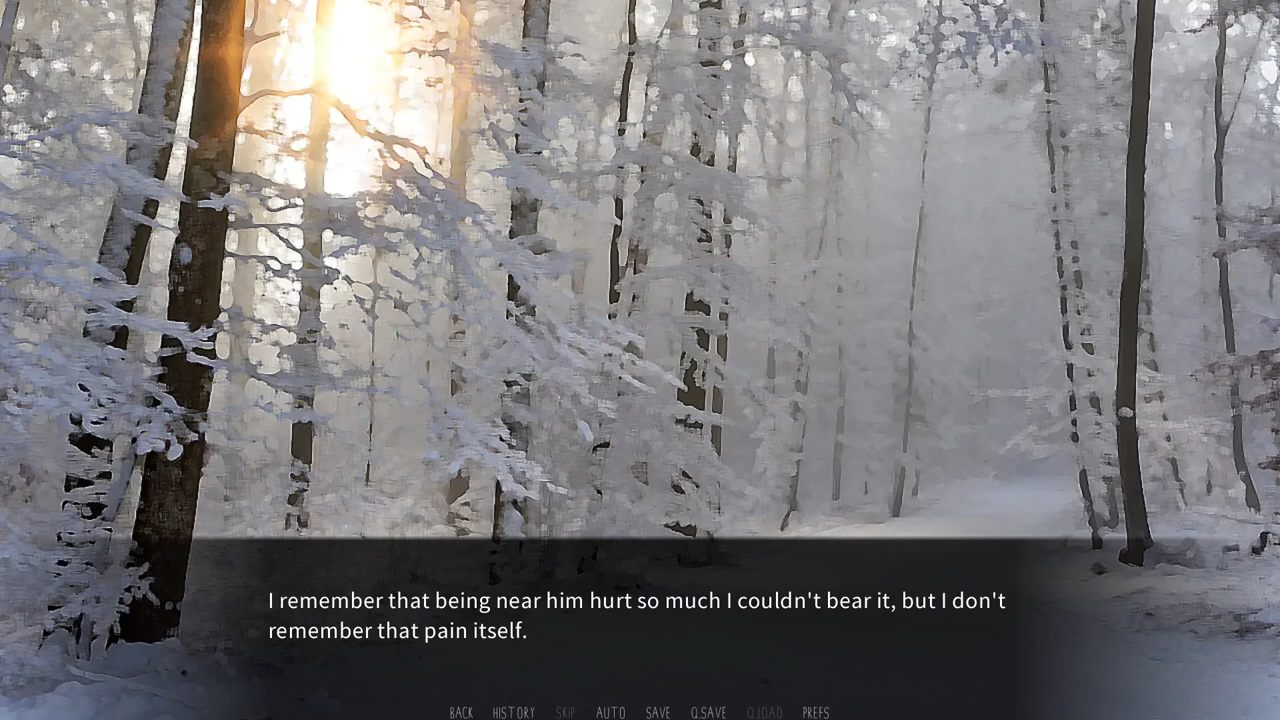 I remember that being near him hurt so much I couldn't bear it, but I don't
remember that pain itself.
BACK HISTORY SKIP AUTO SAVE Q.SAVE Q.LOAD PREFS